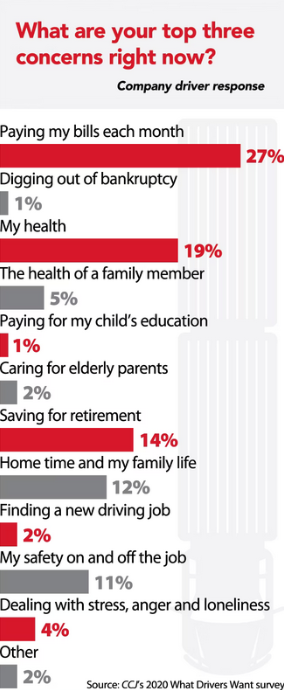 What are your top three
concerns right now?
Company driver response
Paying my bills each month
27%
Digging out of bankruptcy
1%
My health
19%
The health of a family member
5%
Paying for my child's education
1%
Caring for elderly parents
2%
Saving for retirement
14%
Home time and my family life
12%
Finding a new driving job
2%
My safety on and off the job
11%
Dealing with stress, anger and loneliness
4%
Other
2%
Source: CCJ's 2020 What Drivers Want survey